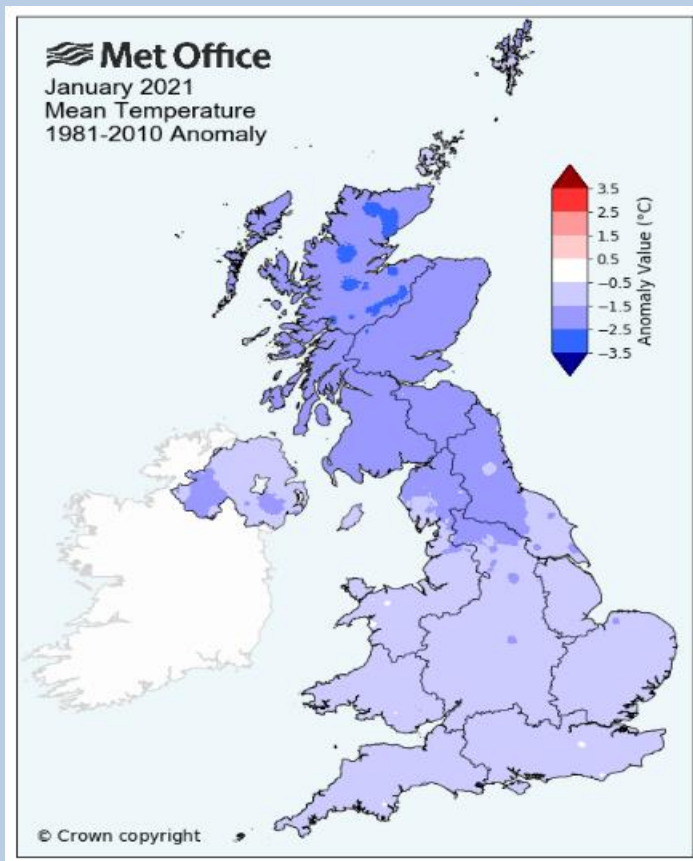 Met Office
January 2021
Mean Temperature
1981-2010 Anomaly
3.5
2.5
1.5
0.5
−0.5
−1.5
−2.5
−3.5
Anomaly Value (°C)
© Crown copyright